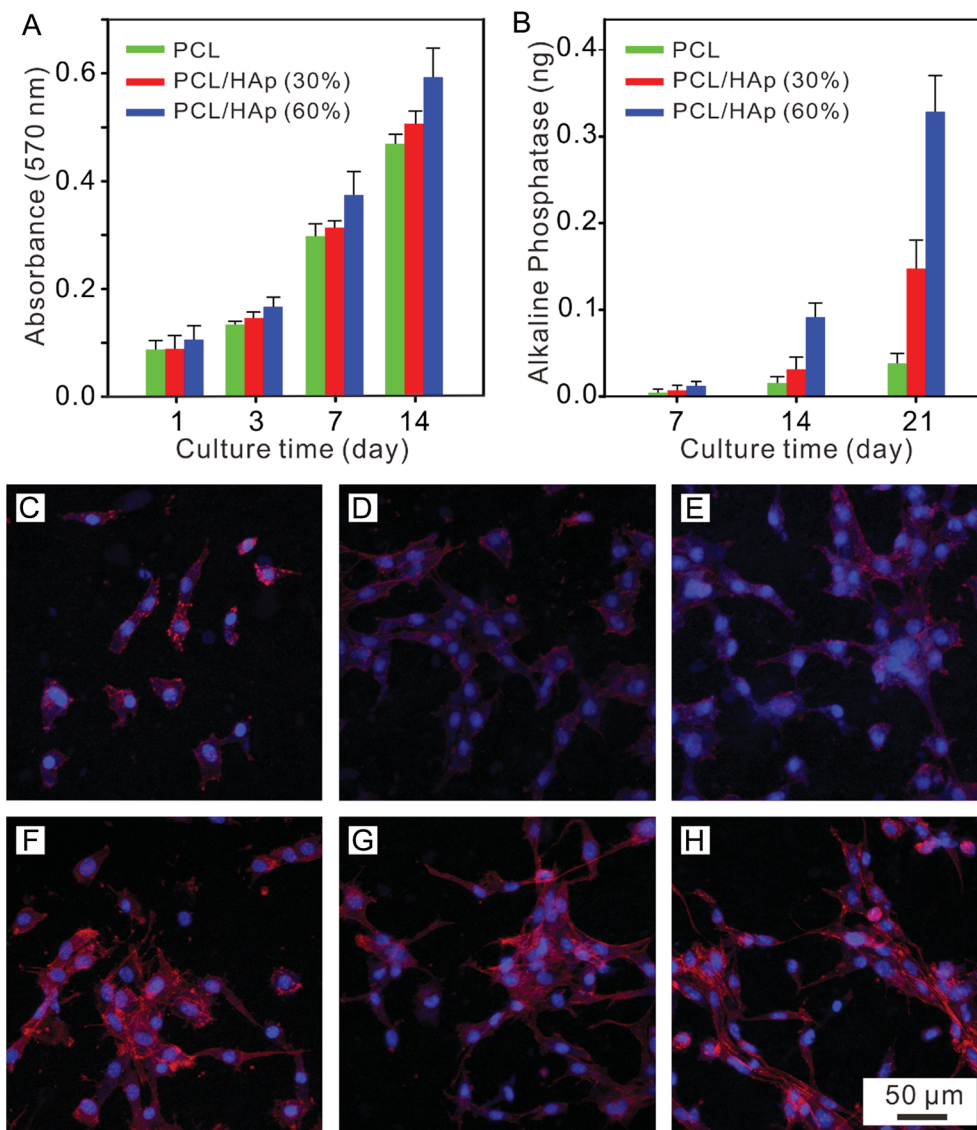 A
PCL
PCL/HAp (30%)
PCL/HAp (60%)
Absorbance (570 nm)
0.6
0.4
0.2
0.0
1 3 7 14
Culture time (day)
B
PCL
PCL/HAp (30%)
PCL/HAp (60%)
Alkaline Phosphatase (ng)
0.4
0.3
0.2
0.1
0.0
7 14 21
Culture time (day)
C
D
E
F
G
H
50 µm